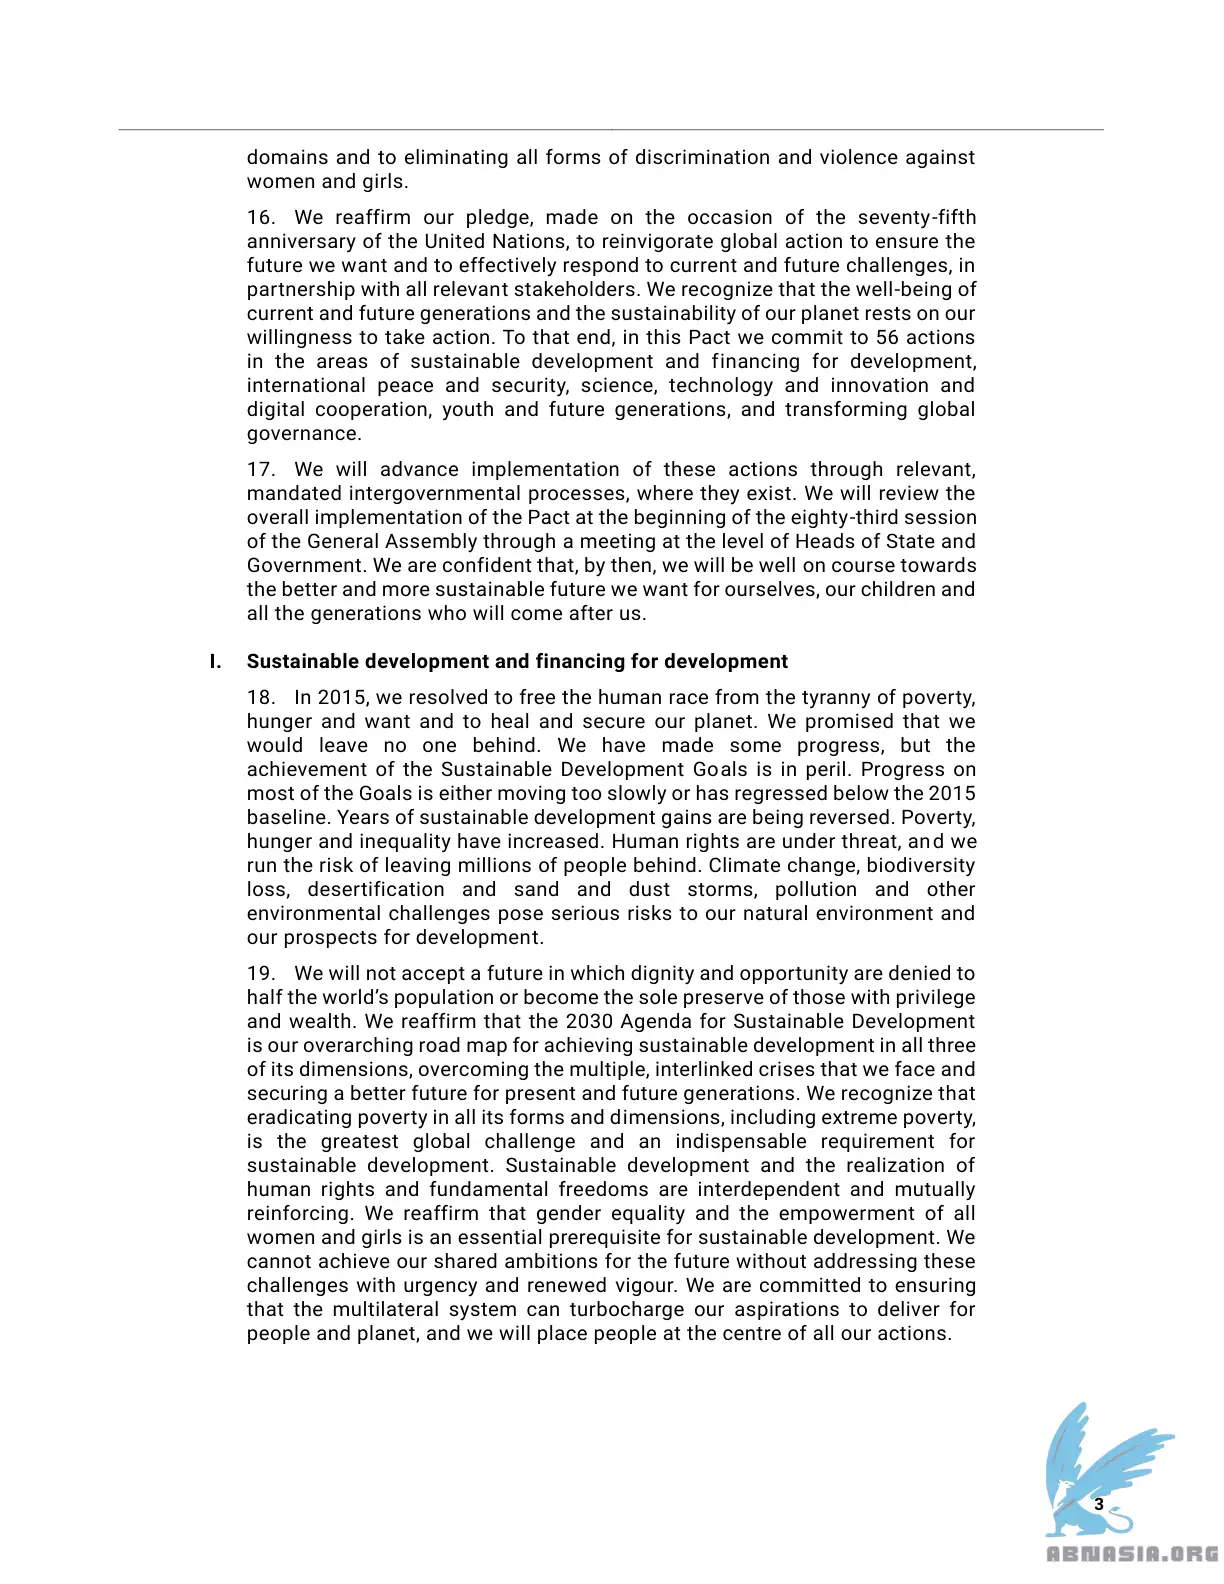 domains and to eliminating all forms of discrimination and violence against
women and girls.
16. We reaffirm our pledge, made on the occasion of the seventy-fifth
anniversary of the United Nations, to reinvigorate global action to ensure the
future we want and to effectively respond to current and future challenges, in
partnership with all relevant stakeholders. We recognize that the well-being of
current and future generations and the sustainability of our planet rests on our
willingness to take action. To that end, in this Pact we commit to 56 actions
in the areas of sustainable development and financing for development,
international peace and security, science, technology and innovation and
digital cooperation, youth and future generations, and transforming global
governance.
17. We will advance implementation of these actions through relevant,
mandated intergovernmental processes, where they exist. We will review the
overall implementation of the Pact at the beginning of the eighty-third session
of the General Assembly through a meeting at the level of Heads of State and
Government. We are confident that, by then, we will be well on course towards
the better and more sustainable future we want for ourselves, our children and
all the generations who will come after us.
I. Sustainable development and financing for development
18. In 2015, we resolved to free the human race from the tyranny of poverty,
hunger and want and to heal and secure our planet. We promised that we
would leave no one behind. We have made some progress, but the
achievement of the Sustainable Development Goals is in peril. Progress on
most of the Goals is either moving too slowly or has regressed below the 2015
baseline. Years of sustainable development gains are being reversed. Poverty,
hunger and inequality have increased. Human rights are under threat, and we
run the risk of leaving millions of people behind. Climate change, biodiversity
loss, desertification and sand and dust storms, pollution and other
environmental challenges pose serious risks to our natural environment and
our prospects for development.
19. We will not accept a future in which dignity and opportunity are denied to
half the world’s population or become the sole preserve of those with privilege
and wealth. We reaffirm that the 2030 Agenda for Sustainable Development
is our overarching road map for achieving sustainable development in all three
of its dimensions, overcoming the multiple, interlinked crises that we face and
securing a better future for present and future generations. We recognize that
eradicating poverty in all its forms and dimensions, including extreme poverty,
is the greatest global challenge and an indispensable requirement for
sustainable development. Sustainable development and the realization of
human rights and fundamental freedoms are interdependent and mutually
reinforcing. We reaffirm that gender equality and the empowerment of all
women and girls is an essential prerequisite for sustainable development. We
cannot achieve our shared ambitions for the future without addressing these
challenges with urgency and renewed vigour. We are committed to ensuring
that the multilateral system can turbocharge our aspirations to deliver for
people and planet, and we will place people at the centre of all our actions.
3
ABNASIA.ORG